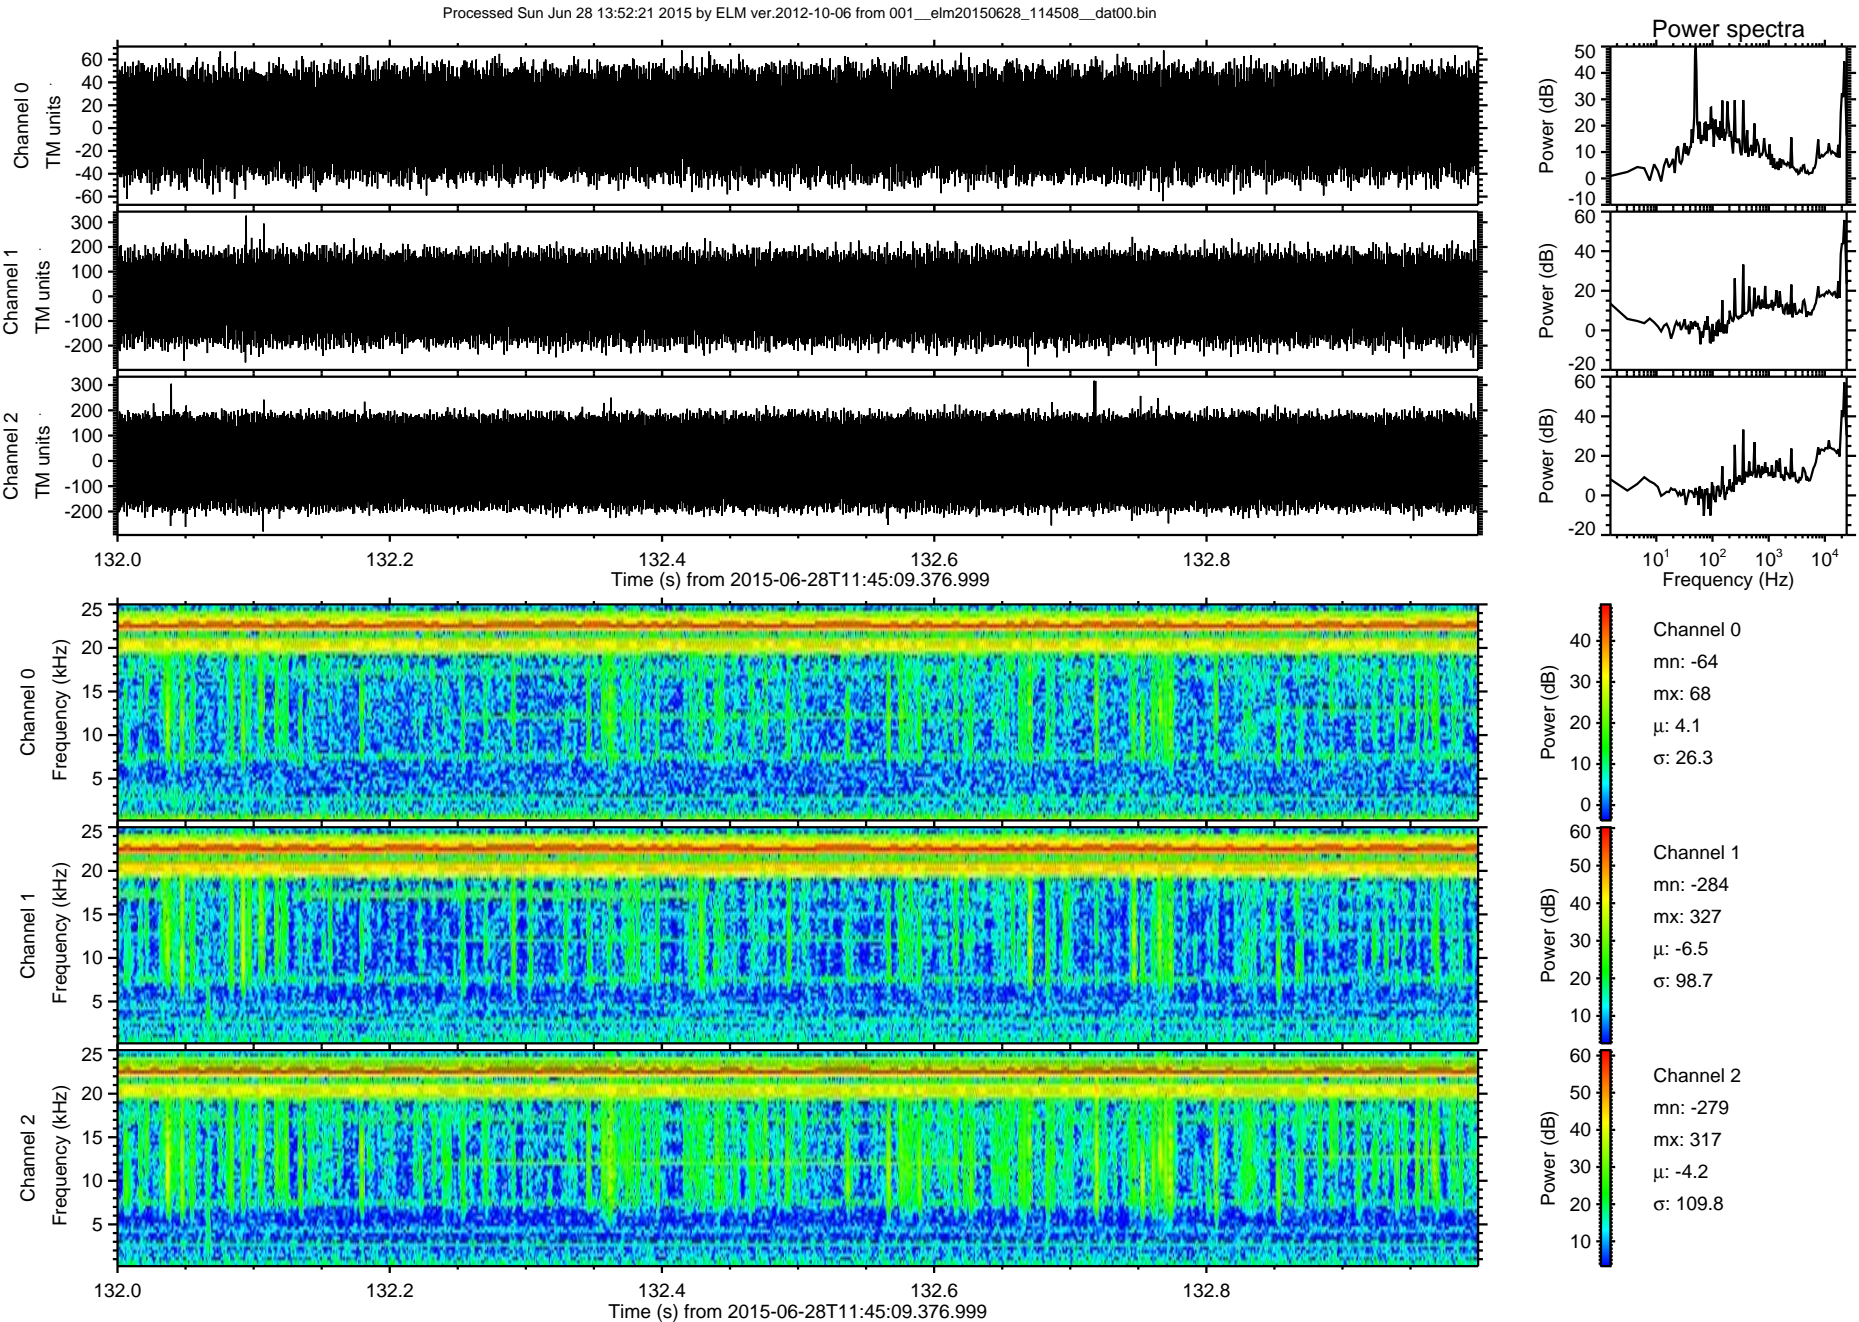 Processed Sun Jun 28 13:52:21 2015 by ELM ver.2012-10-06 from 001__elm20150628_114508__dat00.bin
Power spectra
Channel 0
TM units
60
40
20
0
-20
-40
-60
Power (dB)
50
40
30
20
10
0
-10
Channel 1
TM units
300
200
100
0
-100
-200
Power (dB)
60
40
20
0
-20
Channel 2
TM units
300
200
100
0
-100
-200
Power (dB)
60
40
20
0
-20
132.0 132.2 132.4 132.6 132.8
Time (s) from 2015-06-28T11:45:09.376.999
10¹ 10² 10³ 10⁴
Frequency (Hz)
Channel 0
Frequency (kHz)
25
20
15
10
5
Power (dB)
40
30
20
10
0
Channel 0
mn: -64
mx: 68
μ: 4.1
σ: 26.3
Channel 1
Frequency (kHz)
25
20
15
10
5
Power (dB)
60
50
40
30
20
10
Channel 1
mn: -284
mx: 327
μ: -6.5
σ: 98.7
Channel 2
Frequency (kHz)
25
20
15
10
5
Power (dB)
60
50
40
30
20
10
Channel 2
mn: -279
mx: 317
μ: -4.2
σ: 109.8
132.0 132.2 132.4 132.6 132.8
Time (s) from 2015-06-28T11:45:09.376.999